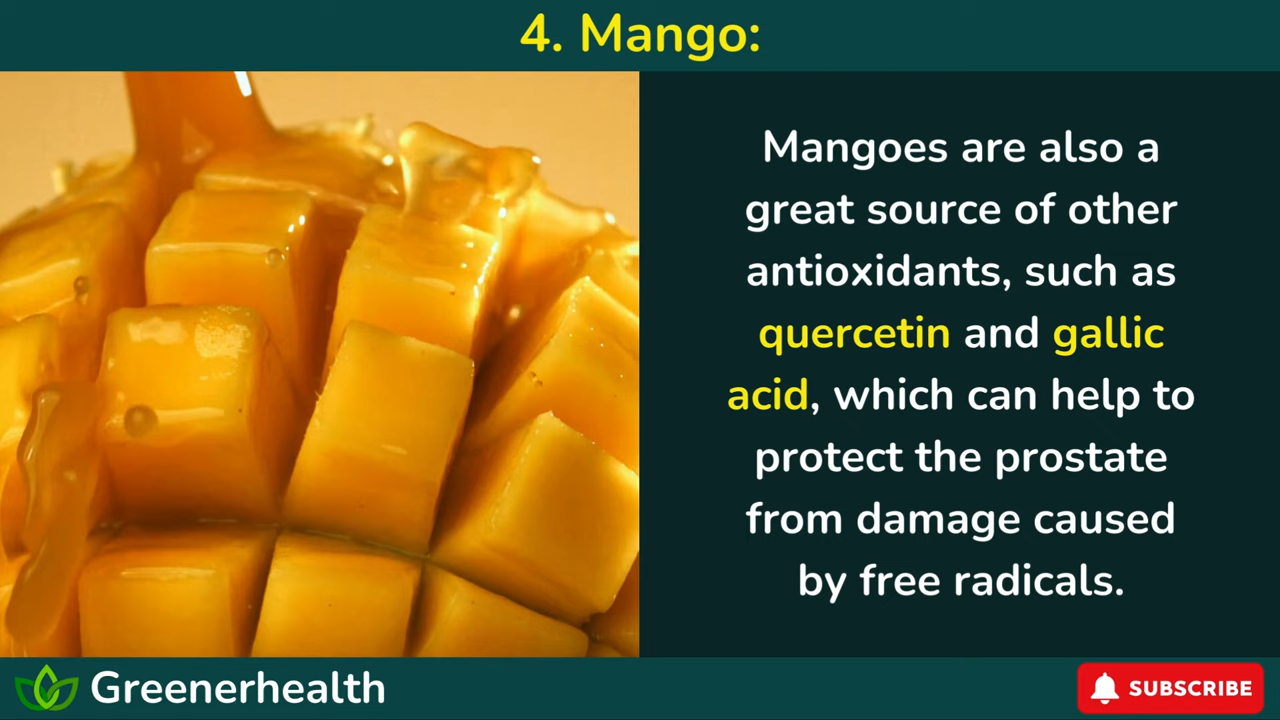 4. Mango:
Mangoes are also a
great source of other
antioxidants, such as
quercetin and gallic
acid, which can help to
protect the prostate
from damage caused
by free radicals.
Greenerhealth
SUBSCRIBE